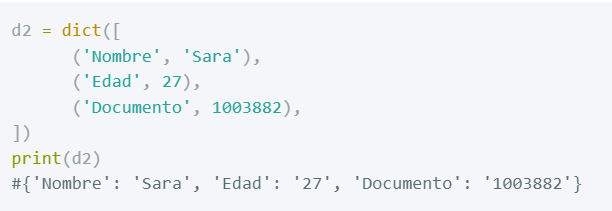 d2 = dict([
      ('Nombre', 'Sara'),
      ('Edad', 27),
      ('Documento', 1003882),
])
print(d2)
#{'Nombre': 'Sara', 'Edad': '27', 'Documento': '1003882'}